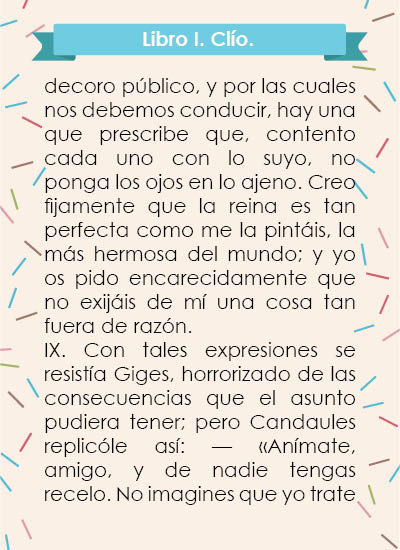 Libro I. Clío.
decoro público, y por las cuales
nos debemos conducir, hay una
que prescribe que, contento
cada uno con lo suyo, no
ponga los ojos en lo ajeno. Creo
fijamente que la reina es tan
perfecta como me la pintáis, la
más hermosa del mundo; y yo
os pido encarecidamente que
no exijáis de mí una cosa tan
fuera de razón.
IX. Con tales expresiones se
resistía Giges, horrorizado de las
consecuencias que el asunto
pudiera tener; pero Candaules
replicóle así: — «Anímate,
amigo, y de nadie tengas
recelo. No imagines que yo trate